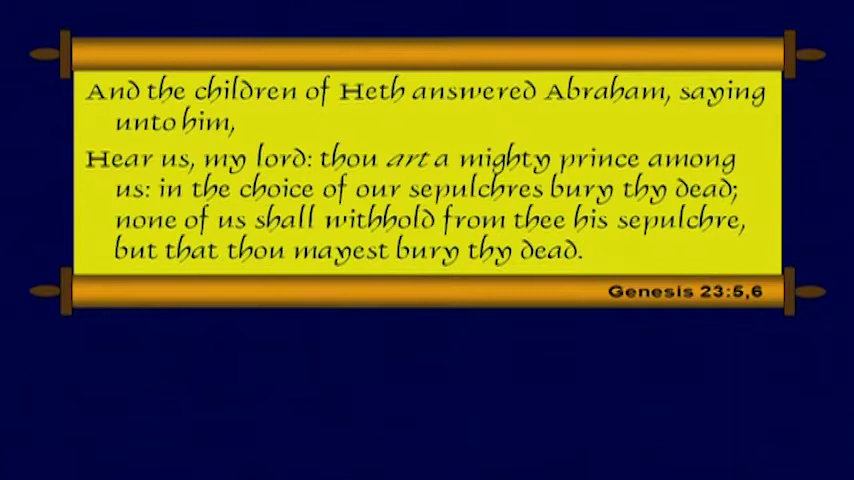 And the children of Heth answered Abraham, saying
unto him,
Hear us, my lord: thou art a mighty prince among
us: in the choice of our sepulchres bury thy dead;
none of us shall withhold from thee his sepulchre,
but that thou mayest bury thy dead.
Genesis 23:5,6